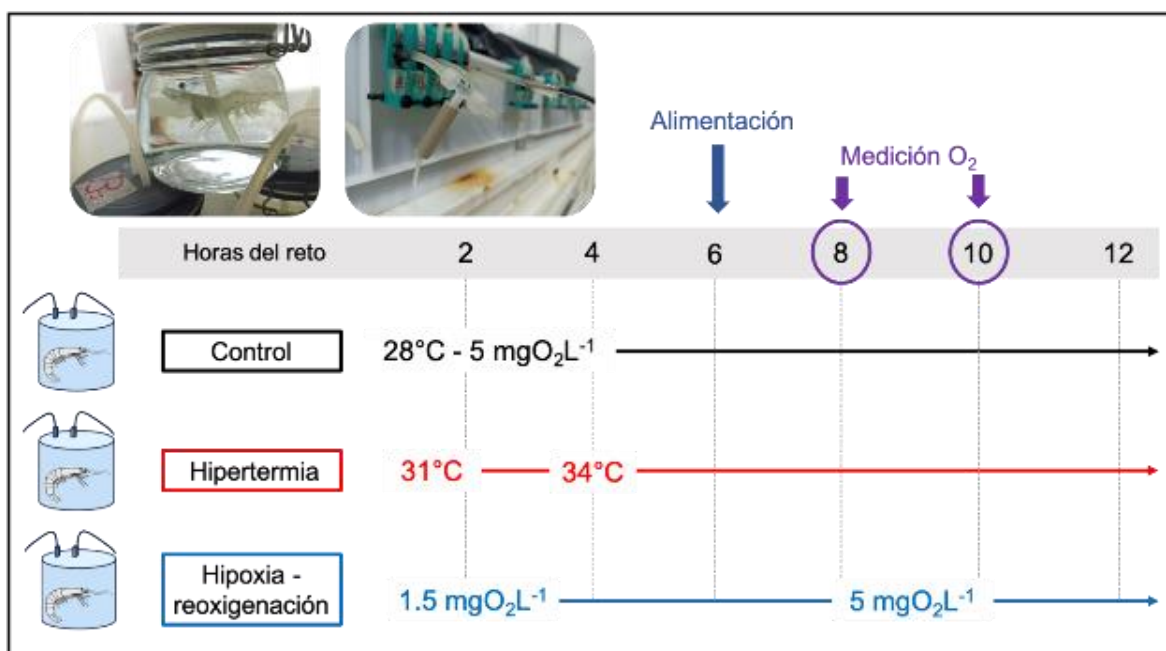 Alimentación
Medición O₂
Horas del reto 2 4 6 8 10 12
Control 28°C - 5 mgO₂L⁻¹
Hipertermia 31°C 34°C
Hipoxia -
reoxigenación 1.5 mgO₂L⁻¹ 5 mgO₂L⁻¹